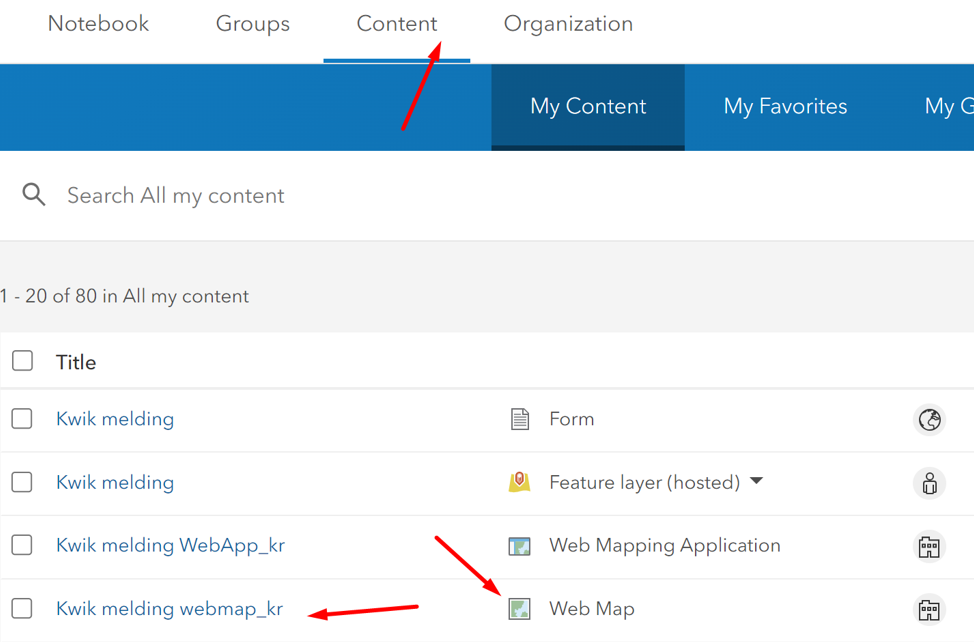 Notebook Groups Content Organization
My Content My Favorites My G
Search All my content
1 - 20 of 80 in All my content
Title
Kwik melding Form
Kwik melding Feature layer (hosted)
Kwik melding WebApp_kr Web Mapping Application
Kwik melding webmap_kr Web Map